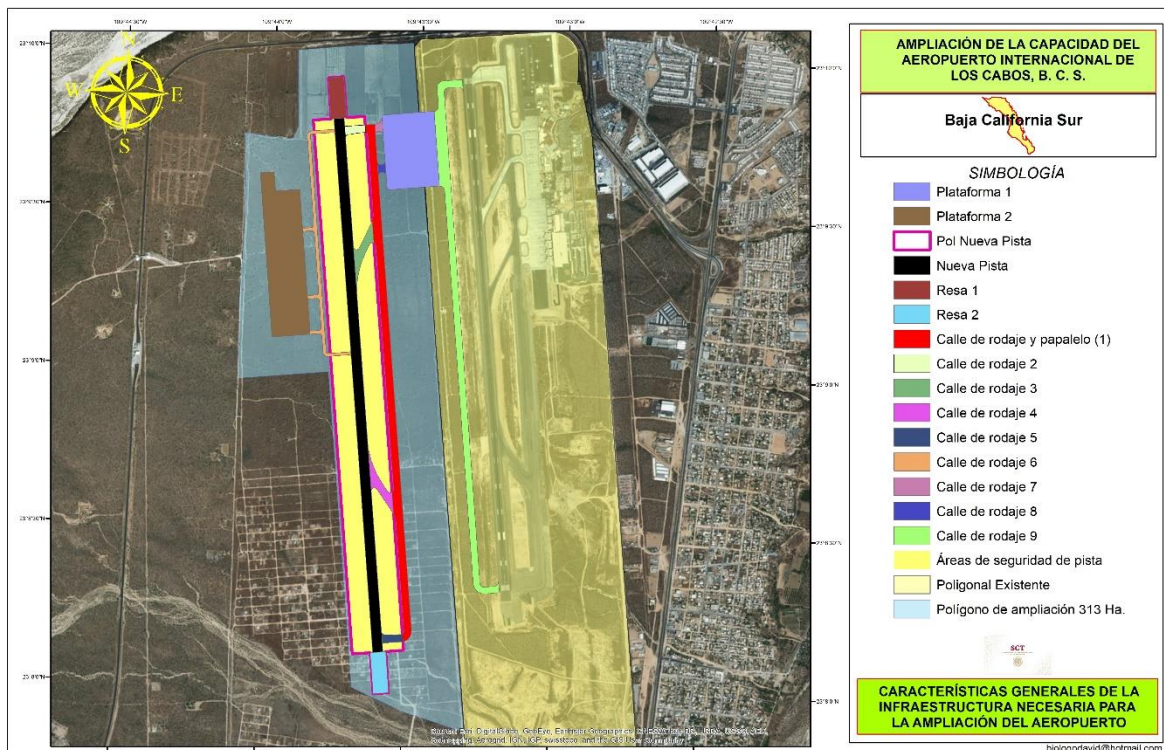 AMPLIACIÓN DE LA CAPACIDAD DEL
AEROPUERTO INTERNACIONAL DE
LOS CABOS, B. C. S.
Baja California Sur
SIMBOLOGÍA
Plataforma 1
Plataforma 2
Pol Nueva Pista
Nueva Pista
Resa 1
Resa 2
Calle de rodaje y papalelo (1)
Calle de rodaje 2
Calle de rodaje 3
Calle de rodaje 4
Calle de rodaje 5
Calle de rodaje 6
Calle de rodaje 7
Calle de rodaje 8
Calle de rodaje 9
Áreas de seguridad de pista
Poligonal Existente
Polígono de ampliación 313 Ha.
SCT
CARACTERÍSTICAS GENERALES DE LA
INFRAESTRUCTURA NECESARIA PARA
LA AMPLIACIÓN DEL AEROPUERTO
biologodavid@hotmail.com
N
W
E
S